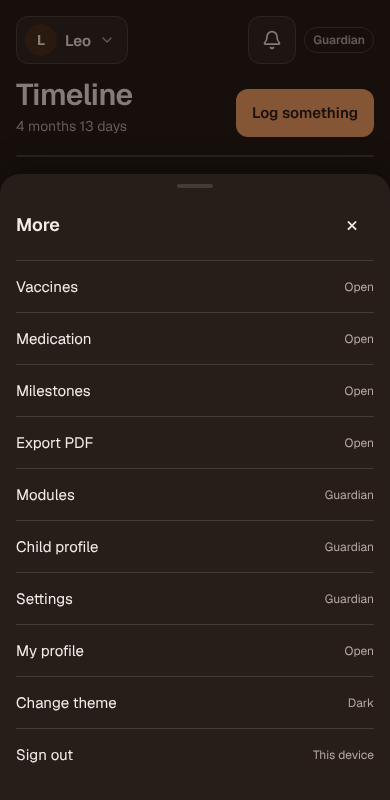 L Leo
Guardian
Timeline
4 months 13 days
Log something
More
Vaccines Open
Medication Open
Milestones Open
Export PDF Open
Modules Guardian
Child profile Guardian
Settings Guardian
My profile Open
Change theme Dark
Sign out This device